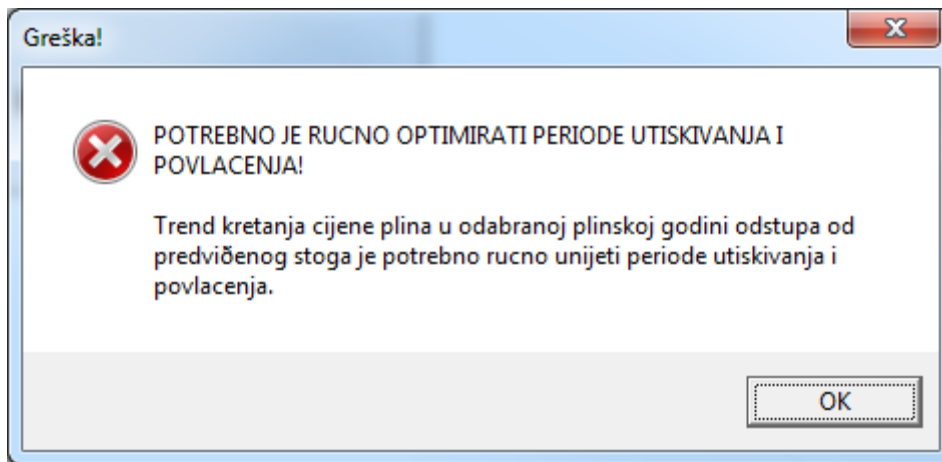 Greška!
POTREBNO JE RUCNO OPTIMIRATI PERIODE UTISKIVANJA I
POVLACENJA!
Trend kretanja cijene plina u odabranoj plinskoj godini odstupa od
predviðenog stoga je potrebno rucno unijeti periode utiskivanja i
povlacenja.
OK